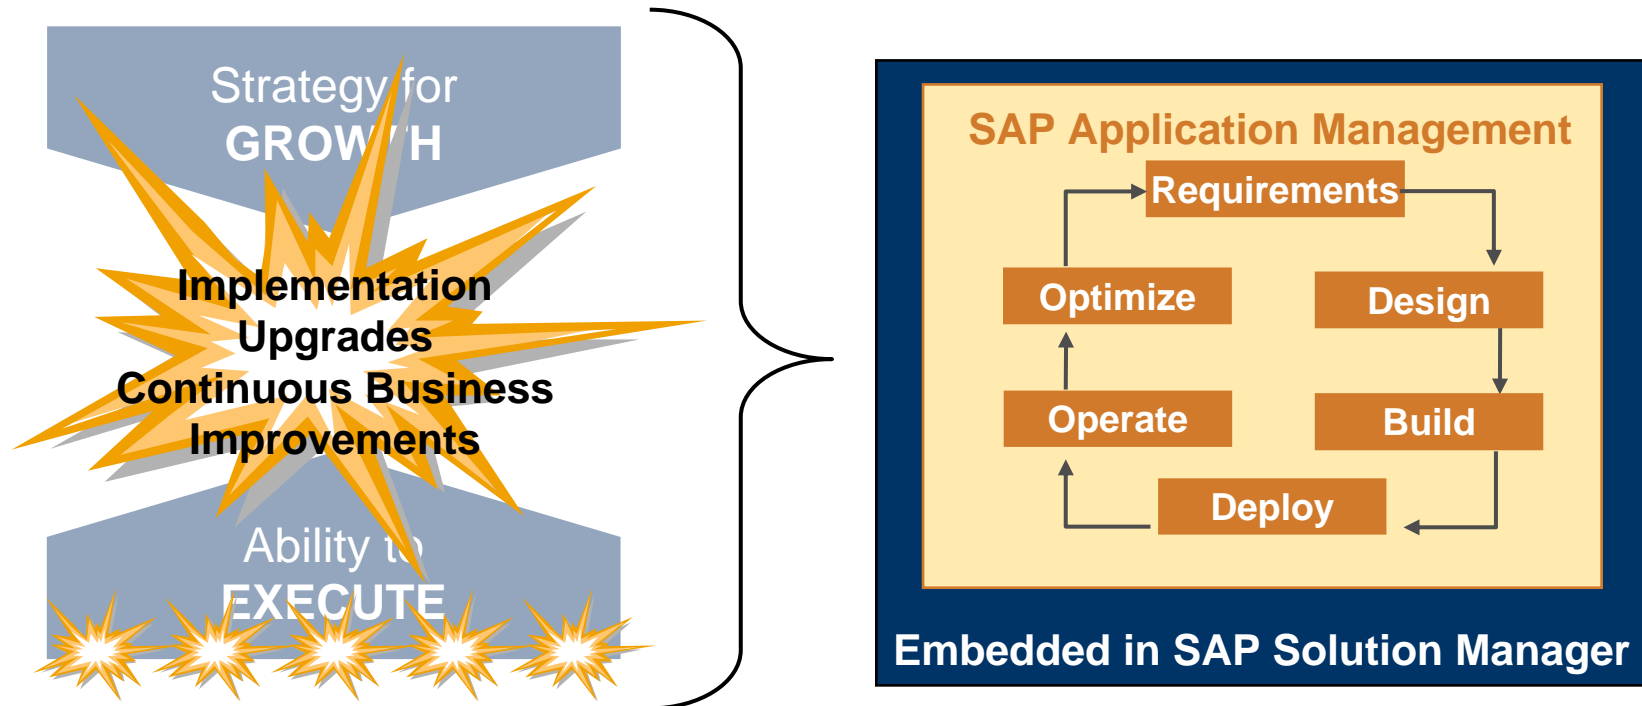 Strategy for
GROWTH
Implementation
Upgrades
Continuous Business
Improvements
Ability to
EXECUTE
SAP Application Management
Requirements
Optimize
Design
Operate
Build
Deploy
Embedded in SAP Solution Manager